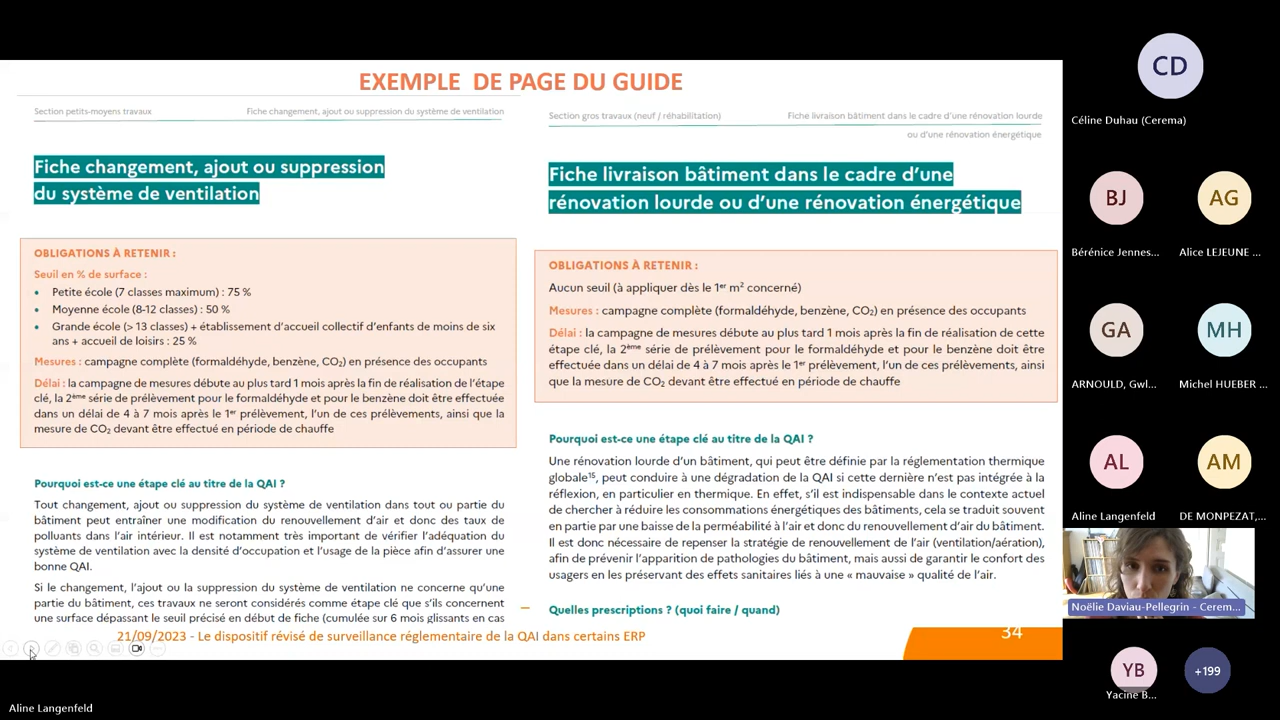 EXEMPLE DE PAGE DU GUIDE
Section petits-moyens travaux
Fiche changement, ajout ou suppression du système de ventilation
Fiche changement, ajout ou suppression
du système de ventilation
OBLIGATIONS À RETENIR :
Seuil en % de surface :
• Petite école (7 classes maximum) : 75 %
• Moyenne école (8-12 classes) : 50 %
• Grande école (> 13 classes) + établissement d'accueil collectif d'enfants de moins de six
ans + accueil de loisirs : 25 %
Mesures : campagne complète (formaldéhyde, benzène, CO₂) en présence des occupants
Délai : la campagne de mesures débute au plus tard 1 mois après la fin de réalisation de l'étape
clé, la 2ème série de prélèvement pour le formaldéhyde et pour le benzène doit être effectuée
dans un délai de 4 à 7 mois après le 1er prélèvement, l'un de ces prélèvements, ainsi que la
mesure de CO₂ devant être effectué en période de chauffe
Pourquoi est-ce une étape clé au titre de la QAI ?
Tout changement, ajout ou suppression du système de ventilation dans tout ou partie du
bâtiment peut entraîner une modification du renouvellement d'air et donc des taux de
polluants dans l'air intérieur. Il est notamment très important de vérifier l'adéquation du
système de ventilation avec la densité d'occupation et l'usage de la pièce afin d'assurer une
bonne QAI.
Si le changement, l'ajout ou la suppression du système de ventilation ne concerne qu'une
partie du bâtiment, ces travaux ne seront considérés comme étape clé que s'ils concernent
une surface dépassant le seuil précisé en début de fiche (cumulée sur 6 mois glissants en cas
Section gros travaux (neuf / réhabilitation)
Fiche livraison bâtiment dans le cadre d'une rénovation lourde
ou d'une rénovation énergétique
Fiche livraison bâtiment dans le cadre d'une
rénovation lourde ou d'une rénovation énergétique
OBLIGATIONS À RETENIR :
Aucun seuil (à appliquer dès le 1er m² concerné)
Mesures : campagne complète (formaldéhyde, benzène, CO₂) en présence des occupants
Délai : la campagne de mesures débute au plus tard 1 mois après la fin de réalisation de cette
étape clé, la 2ème série de prélèvement pour le formaldéhyde et pour le benzène doit être
effectuée dans un délai de 4 à 7 mois après le 1er prélèvement, l'un de ces prélèvements, ainsi
que la mesure de CO₂ devant être effectué en période de chauffe
Pourquoi est-ce une étape clé au titre de la QAI ?
Une rénovation lourde d'un bâtiment, qui peut être définie par la réglementation thermique
globale15, peut conduire à une dégradation de la QAI si cette dernière n'est pas intégrée à la
réflexion, en particulier en thermique. En effet, s'il est indispensable dans le contexte actuel
de chercher à réduire les consommations énergétiques des bâtiments, cela se traduit souvent
en partie par une baisse de la perméabilité à l'air et donc du renouvellement d'air du bâtiment.
Il est donc nécessaire de repenser la stratégie de renouvellement de l'air (ventilation/aération),
afin de prévenir l'apparition de pathologies du bâtiment, mais aussi de garantir le confort des
usagers en les préservant des effets sanitaires liés à une « mauvaise » qualité de l'air.
Quelles prescriptions ? (quoi faire / quand)
21/09/2023 - Le dispositif révisé de surveillance réglementaire de la QAI dans certains ERP
34
Aline Langenfeld
CD
Céline Duhau (Cerema)
BJ
AG
Bérénice Jennes...
Alice LEJEUNE ...
GA
MH
ARNOULD, Gwl...
Michel HUEBER ...
AL
AM
Aline Langenfeld
DE MONPEZAT,...
Noëlie Daviau-Pellegrin - Cerem...
YB
+199
Yacine B...